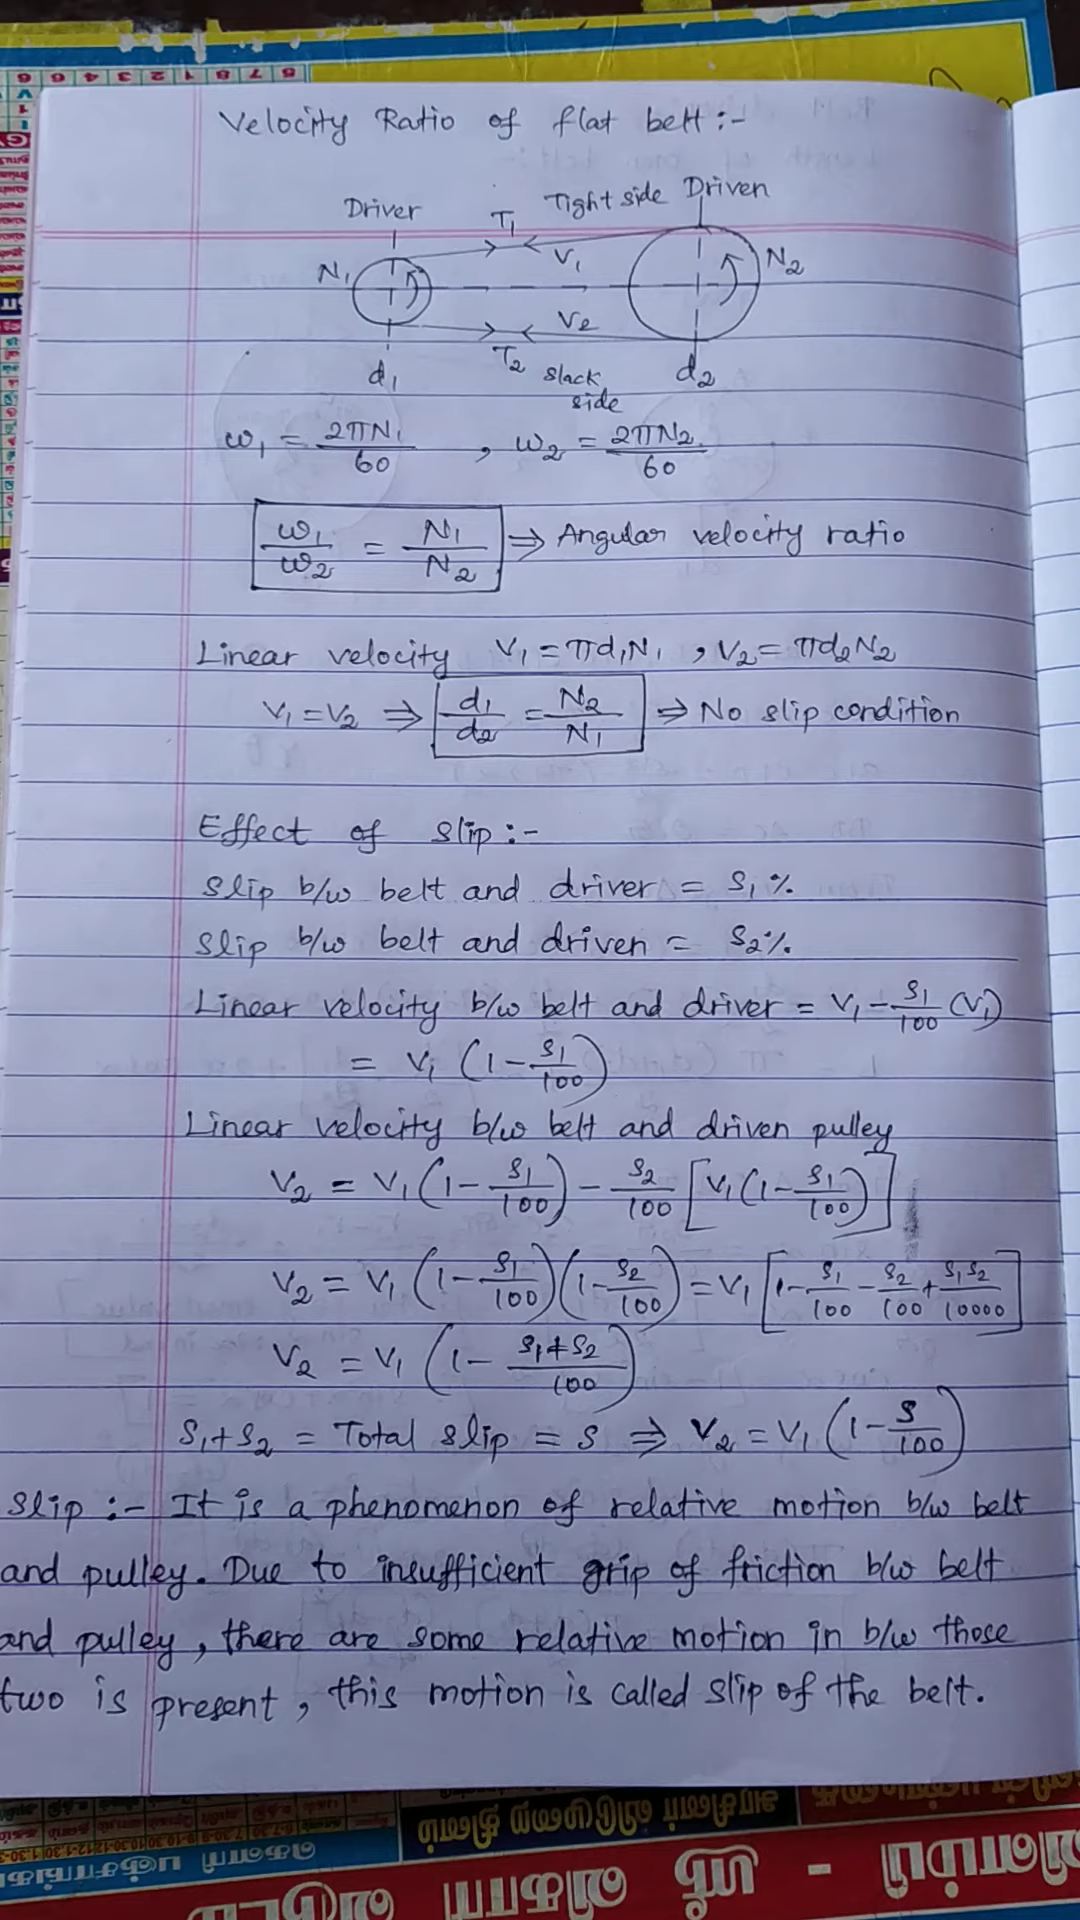 Velocity Ratio of flat belt :-
Driver
Tight side
Driven
T1
V1
N1
N2
V2
T2
slack
side
d1
d2
ω1 = 2πN1/60 , ω2 = 2πN2/60
ω1/ω2 = N1/N2 ⇒ Angular velocity ratio
Linear velocity V1 = πd1N1 , V2 = πd2N2
V1 = V2 ⇒ d1/d2 = N2/N1 ⇒ No slip condition
Effect of slip :-
slip b/w belt and driver = S1 %
slip b/w belt and driven = S2 %
Linear velocity b/w belt and driver = V1 - S1/100 (V1)
= V1 (1 - S1/100)
Linear velocity b/w belt and driven pulley
V2 = V1 (1 - S1/100) - S2/100 [V1 (1 - S1/100)]
V2 = V1 (1 - S1/100)(1 - S2/100) = V1 [1 - S1/100 - S2/100 + S1S2/10000]
V2 = V1 (1 - S1+S2/100)
S1+S2 = Total slip = S ⇒ V2 = V1 (1 - S/100)
Slip :- It is a phenomenon of relative motion b/w belt
and pulley. Due to insufficient grip of friction b/w belt
and pulley, there are some relative motion in b/w those
two is present, this motion is called slip of the belt.